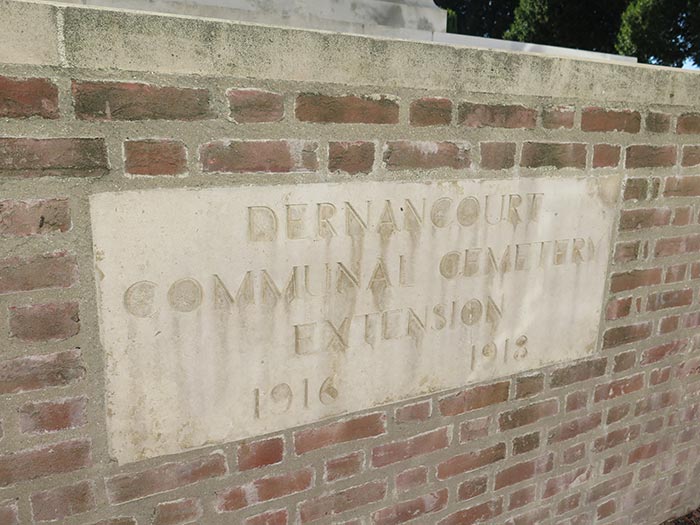 DERNANCOURT
COMMUNAL CEMETERY
EXTENSION
1916 1918